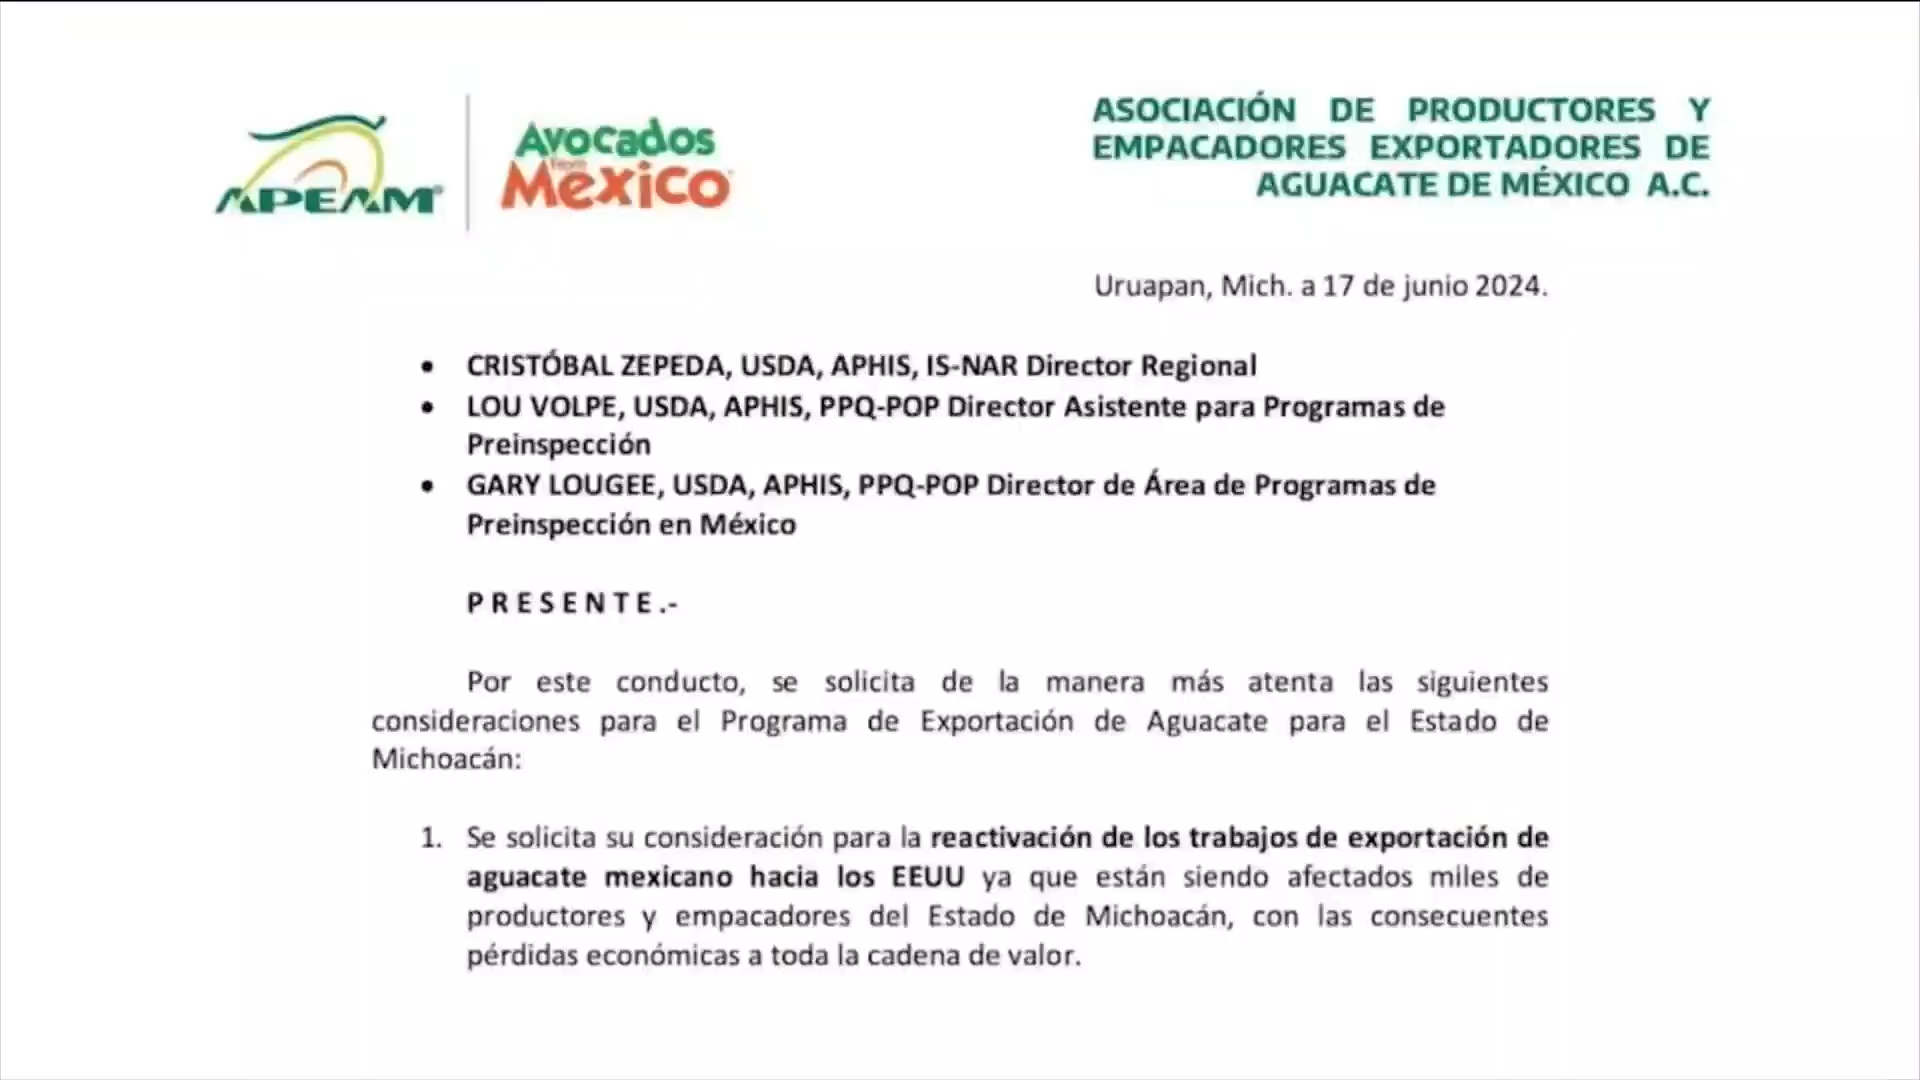 APEAM
Avocados
from
Mexico
ASOCIACIÓN DE PRODUCTORES Y
EMPACADORES EXPORTADORES DE
AGUACATE DE MÉXICO A.C.
Uruapan, Mich. a 17 de junio 2024.
• CRISTÓBAL ZEPEDA, USDA, APHIS, IS-NAR Director Regional
• LOU VOLPE, USDA, APHIS, PPQ-POP Director Asistente para Programas de
Preinspección
• GARY LOUGEE, USDA, APHIS, PPQ-POP Director de Área de Programas de
Preinspección en México
P R E S E N T E .-
Por este conducto, se solicita de la manera más atenta las siguientes
consideraciones para el Programa de Exportación de Aguacate para el Estado de
Michoacán:
1. Se solicita su consideración para la reactivación de los trabajos de exportación de
aguacate mexicano hacia los EEUU ya que están siendo afectados miles de
productores y empacadores del Estado de Michoacán, con las consecuentes
pérdidas económicas a toda la cadena de valor.